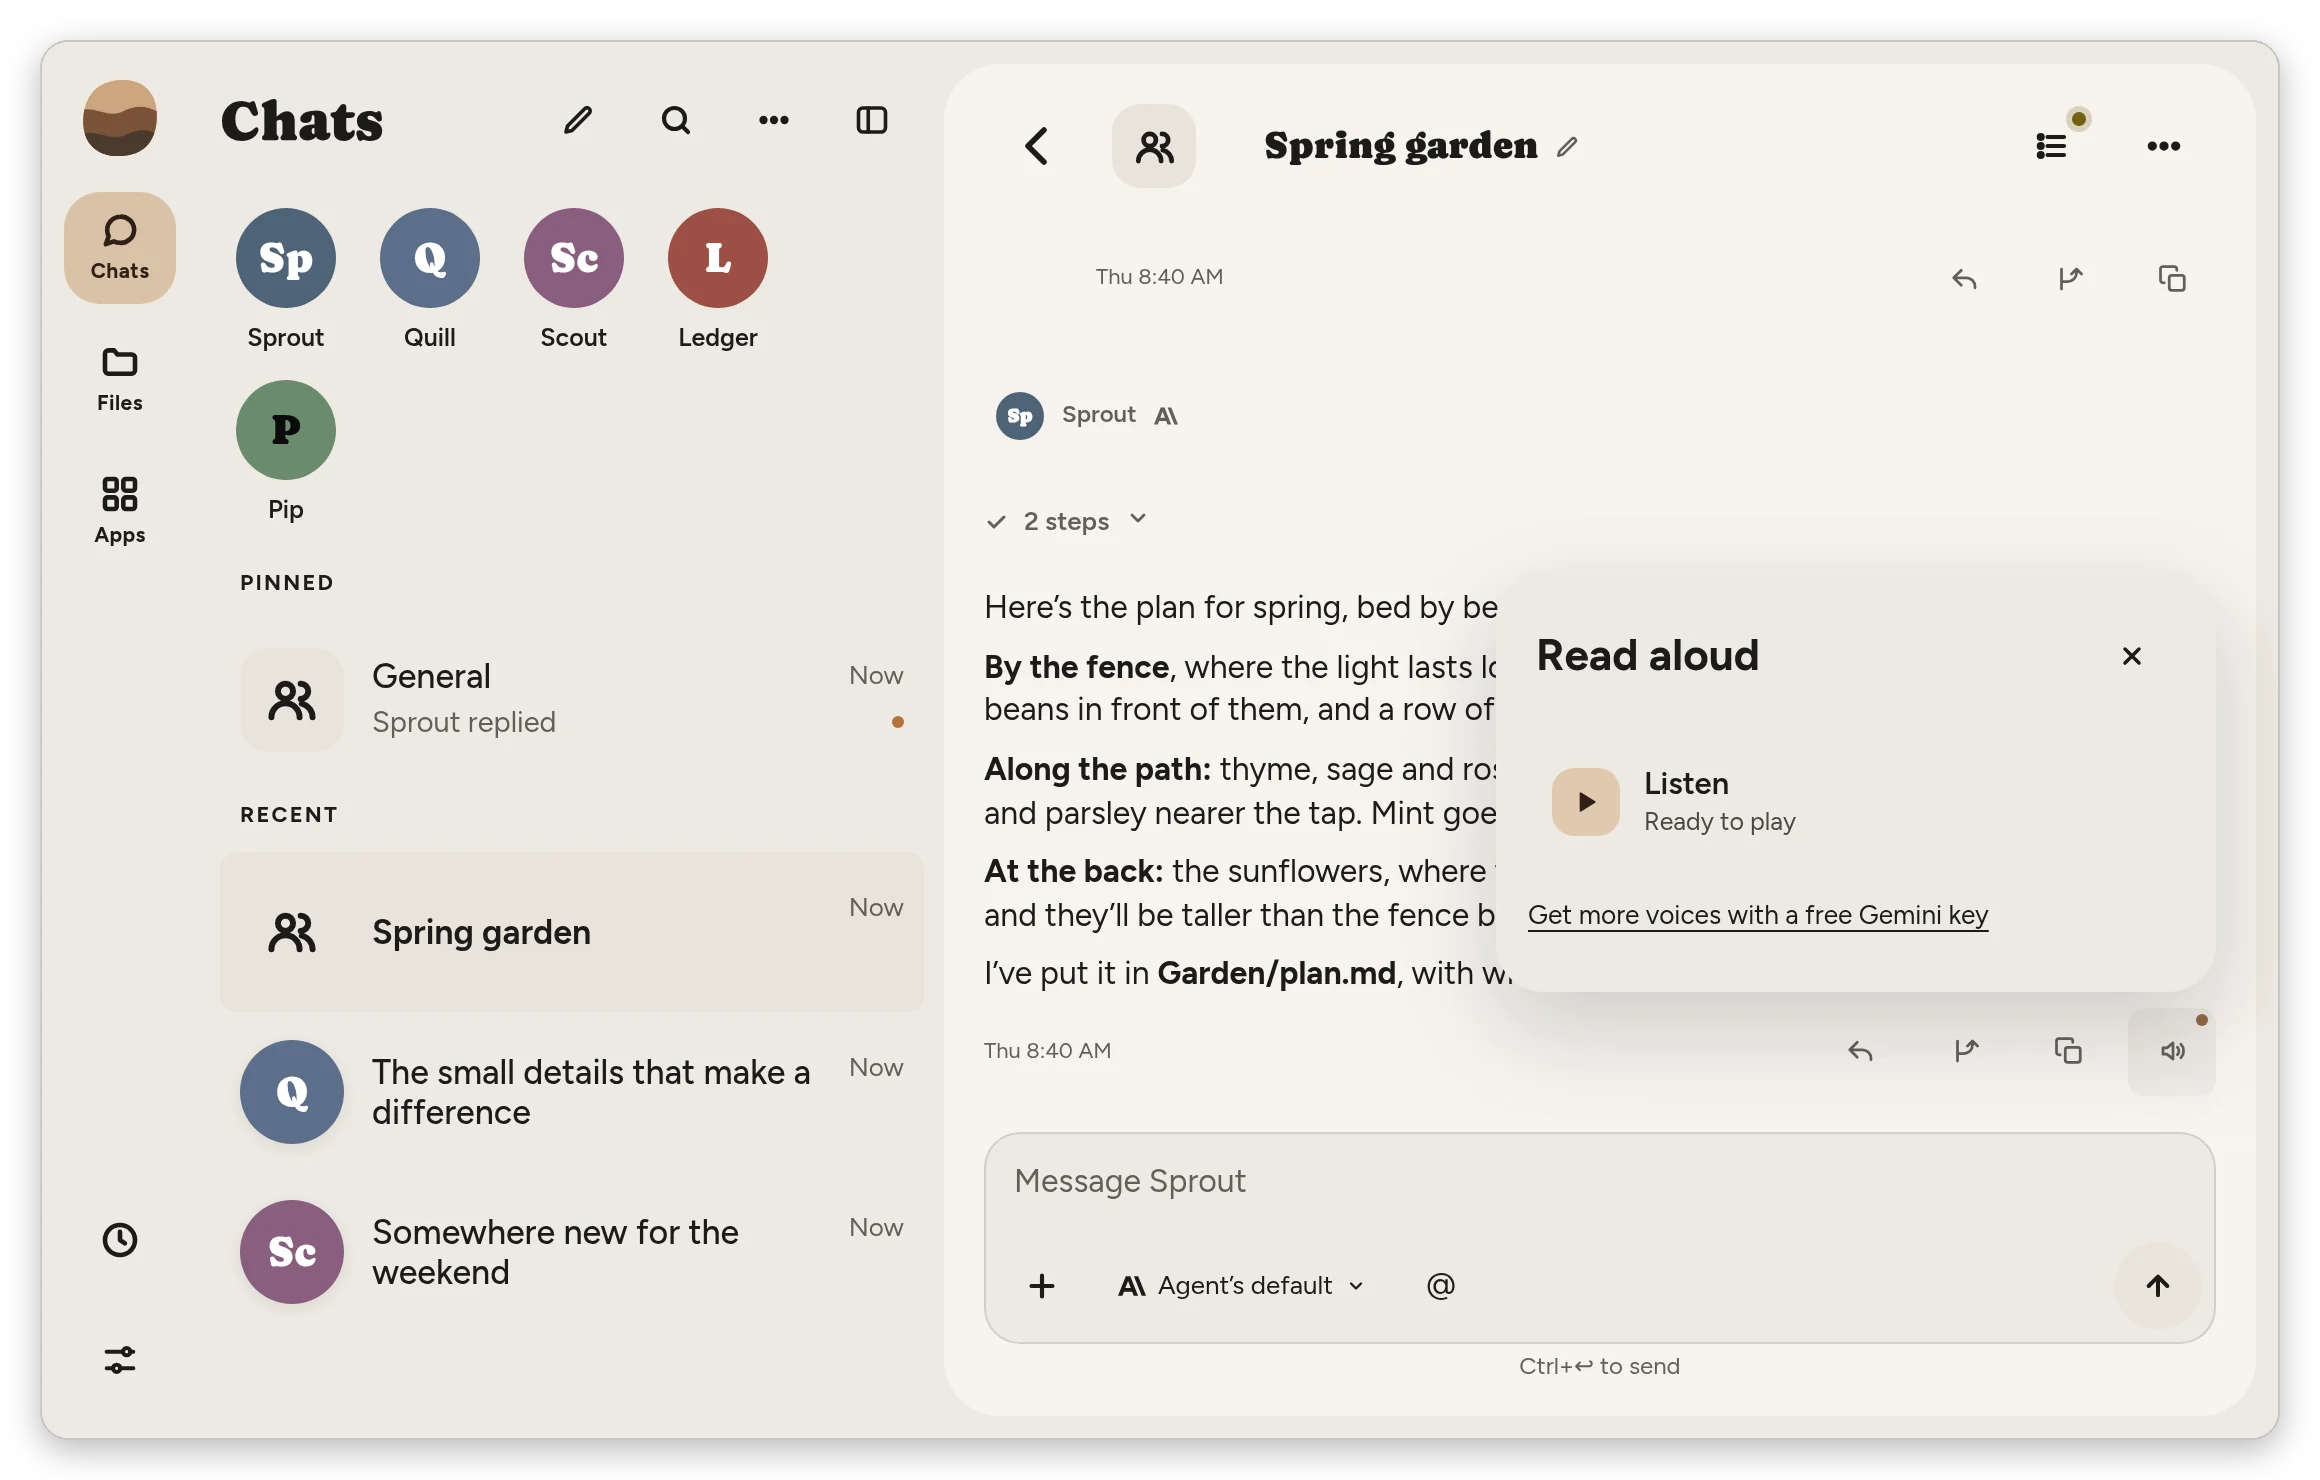 Chats
Chats
Files
Apps
Sp
Sprout
Q
Quill
Sc
Scout
L
Ledger
P
Pip
PINNED
General
Now
Sprout replied
RECENT
Spring garden
Now
Q
The small details that make a
difference
Now
Sc
Somewhere new for the
weekend
Now
Spring garden
Thu 8:40 AM
Sp
Sprout
2 steps
Here’s the plan for spring, bed by
By the fence, where the light lasts
beans in front of them, and a row of
Along the path: thyme, sage and
and parsley nearer the tap. Mint
At the back: the sunflowers, where
and they’ll be taller than the fence
I’ve put it in Garden/plan.md, with
Thu 8:40 AM
Read aloud
Listen
Ready to play
Get more voices with a free Gemini key
Message Sprout
Agent’s default
@
Ctrl+↩ to send